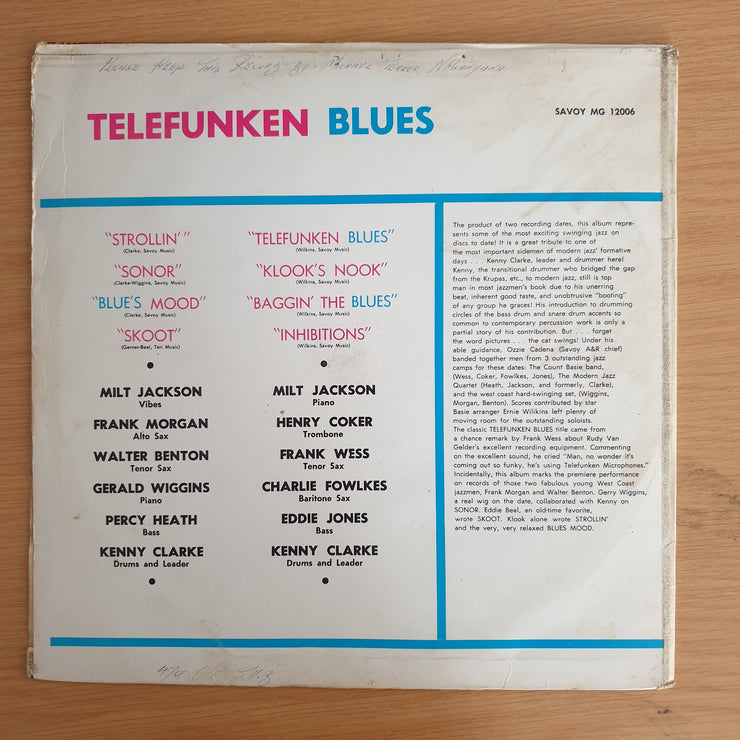 PLEASE KEEP THIS RECORD
TELEFUNKEN BLUES
SAVOY MG 12006
"STROLLIN'"
(Clarke, Savoy Music)
"SONOR"
(Clarke-Wiggins, Savoy Music)
"BLUE'S MOOD"
(Clarke, Savoy Music)
"SKOOT"
(Garner-Beal, Teri Music)
MILT JACKSON
Vibes
FRANK MORGAN
Alto Sax
WALTER BENTON
Tenor Sax
GERALD WIGGINS
Piano
PERCY HEATH
Bass
KENNY CLARKE
Drums and Leader
"TELEFUNKEN BLUES"
(Wilkins, Savoy Music)
"KLOOK'S NOOK"
(Wilkins, Savoy Music)
"BAGGIN' THE BLUES"
(Wilkins, Savoy Music)
"INHIBITIONS"
(Wilkins, Savoy Music)
MILT JACKSON
Piano
HENRY COKER
Trombone
FRANK WESS
Tenor Sax
CHARLIE FOWLKES
Baritone Sax
EDDIE JONES
Bass
KENNY CLARKE
Drums and Leader
The product of two recording dates, this album repre-
sents some of the most exciting swinging jazz on
discs to date! It is a great tribute to one of
the most important sidemen of modern jazz' formative
days . . . Kenny Clarke, leader and drummer here!
Kenny, the transitional drummer who bridged the gap
from the Krupas, etc., to modern jazz, still is top
man in most jazzmen's book due to his unerring
beat, inherent good taste, and unobtrusive "booting"
of any group he graces! His introduction to drumming
circles of the bass drum and snare drum accents so
common to contemporary percussion work is only a
partial story of his contribution. But . . . forget
the word pictures . . . the cat swings! Under his
able guidance, Ozzie Cadena (Savoy A&R chief)
banded together men from 3 outstanding jazz
camps for these dates: The Count Basie band,
(Wess, Coker, Fowlkes, Jones), The Modern Jazz
Quartet (Heath, Jackson, and formerly, Clarke),
and the west coast hard-swinging set, (Wiggins,
Morgan, Benton). Scores contributed by star
Basie arranger Ernie Wilikins left plenty of
moving room for the outstanding soloists.
The classic TELEFUNKEN BLUES title came from
a chance remark by Frank Wess about Rudy Van
Gelder's excellent recording equipment. Commenting
on the excellent sound, he cried "Man, no wonder it's
coming out so funky, he's using Telefunken Microphones."
Incidentally, this album marks the premiere performance
on records of those two fabulous young West Coast
jazzmen, Frank Morgan and Walter Benton. Gerry Wiggins,
a real wig on the date, collaborated with Kenny on
SONOR. Eddie Beal, an old-time favorite,
wrote SKOOT. Klook alone wrote STROLLIN'
and the very, very relaxed BLUES MOOD.